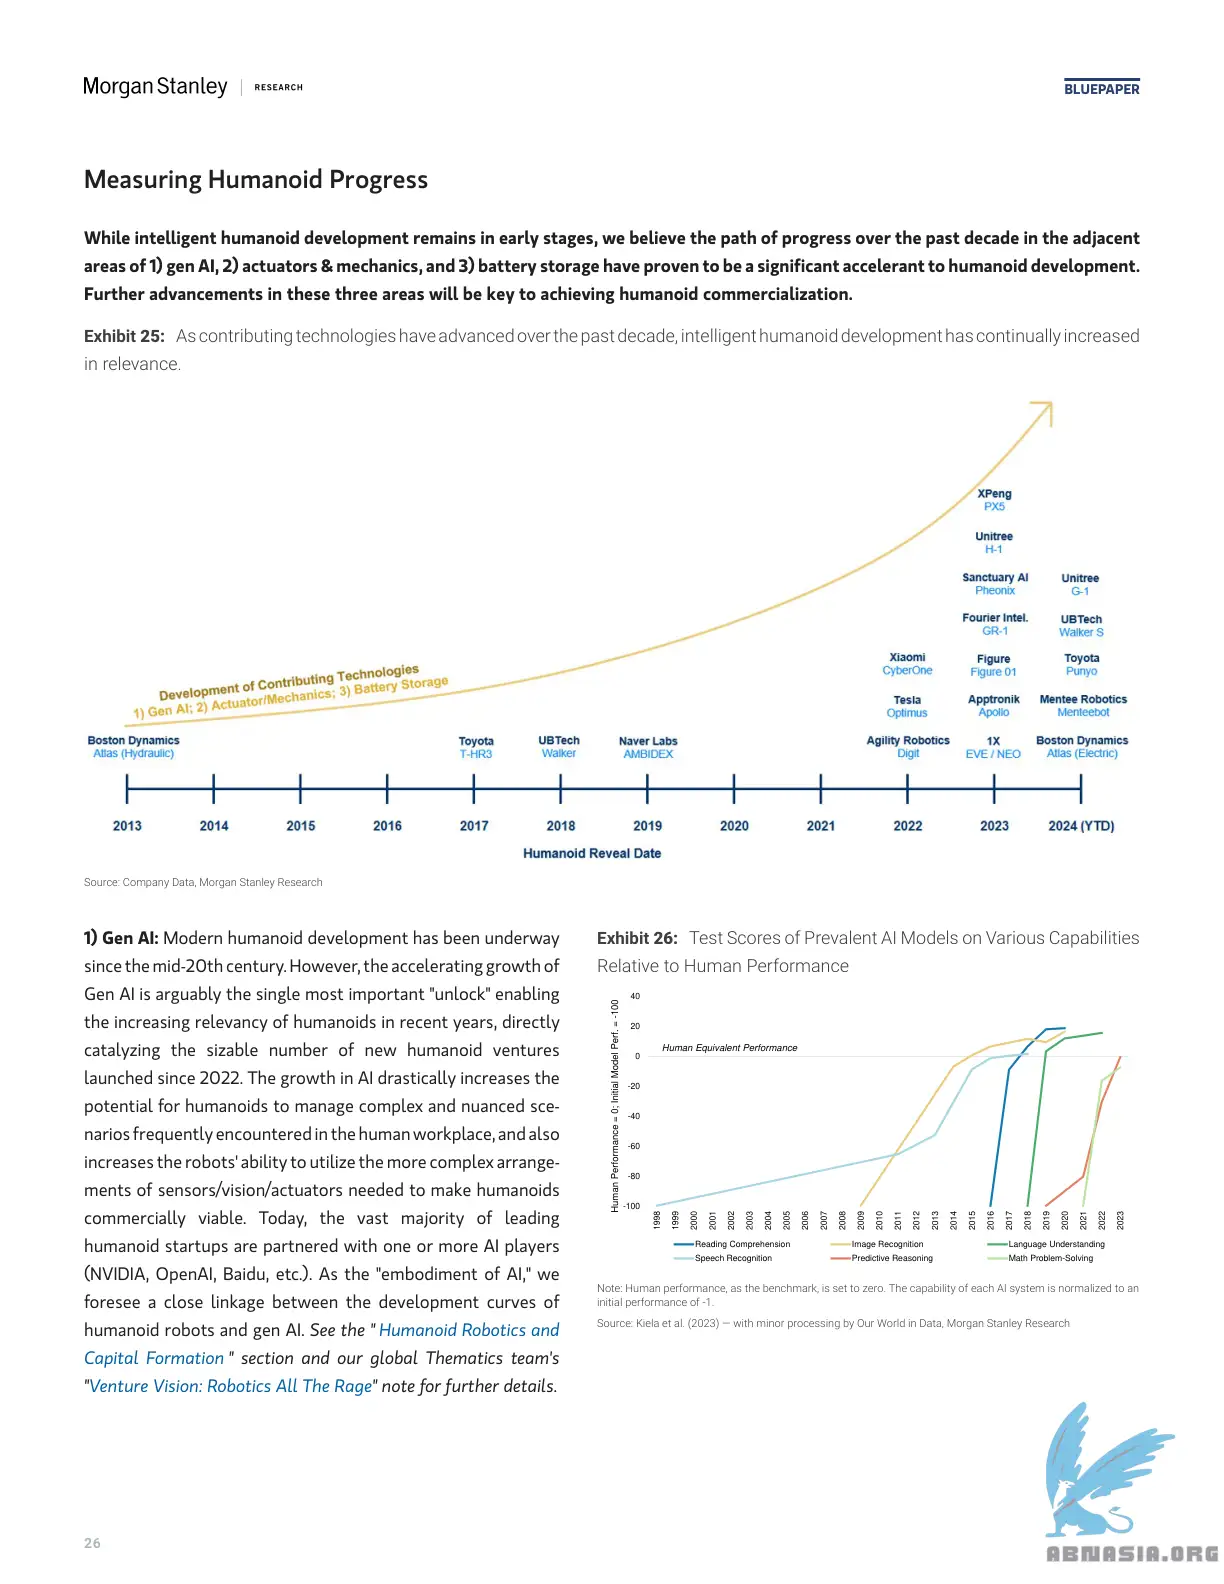 Morgan Stanley | RESEARCH
BLUEPAPER
Measuring Humanoid Progress
While intelligent humanoid development remains in early stages, we believe the path of progress over the past decade in the adjacent
areas of 1) gen AI, 2) actuators & mechanics, and 3) battery storage have proven to be a significant accelerant to humanoid development.
Further advancements in these three areas will be key to achieving humanoid commercialization.
Exhibit 25: As contributing technologies have advanced over the past decade, intelligent humanoid development has continually increased
in relevance.
XPeng
PX5
Unitree
H-1
Sanctuary AI
Pheonix
Unitree
G-1
Fourier Intel.
GR-1
UBTech
Walker S
Xiaomi
CyberOne
Figure
Figure 01
Toyota
Punyo
Development of Contributing Technologies
1) Gen AI; 2) Actuator/Mechanics; 3) Battery Storage
Tesla
Optimus
Apptronik
Apollo
Mentee Robotics
Menteebot
Boston Dynamics
Atlas (Hydraulic)
Toyota
T-HR3
UBTech
Walker
Naver Labs
AMBIDEX
Agility Robotics
Digit
1X
EVE / NEO
Boston Dynamics
Atlas (Electric)
2013 2014 2015 2016 2017 2018 2019 2020 2021 2022 2023 2024 (YTD)
Humanoid Reveal Date
Source: Company Data, Morgan Stanley Research
1) Gen AI: Modern humanoid development has been underway
since the mid-20th century. However, the accelerating growth of
Gen AI is arguably the single most important "unlock" enabling
the increasing relevancy of humanoids in recent years, directly
catalyzing the sizable number of new humanoid ventures
launched since 2022. The growth in AI drastically increases the
potential for humanoids to manage complex and nuanced sce-
narios frequently encountered in the human workplace, and also
increases the robots' ability to utilize the more complex arrange-
ments of sensors/vision/actuators needed to make humanoids
commercially viable. Today, the vast majority of leading
humanoid startups are partnered with one or more AI players
(NVIDIA, OpenAI, Baidu, etc.). As the "embodiment of AI," we
foresee a close linkage between the development curves of
humanoid robots and gen AI. See the " Humanoid Robotics and
Capital Formation " section and our global Thematics team's
"Venture Vision: Robotics All The Rage" note for further details.
Exhibit 26: Test Scores of Prevalent AI Models on Various Capabilities
Relative to Human Performance
Human Performance = 0; Initial Model Perf. = -100
40
20
0
-20
-40
-60
-80
-100
Human Equivalent Performance
1998 1999 2000 2001 2002 2003 2004 2005 2006 2007 2008 2009 2010 2011 2012 2013 2014 2015 2016 2017 2018 2019 2020 2021 2022 2023
Reading Comprehension Image Recognition Language Understanding
Speech Recognition Predictive Reasoning Math Problem-Solving
Note: Human performance, as the benchmark, is set to zero. The capability of each AI system is normalized to an
initial performance of -1.
Source: Kiela et al. (2023) — with minor processing by Our World in Data, Morgan Stanley Research
26
ABNASIA.ORG